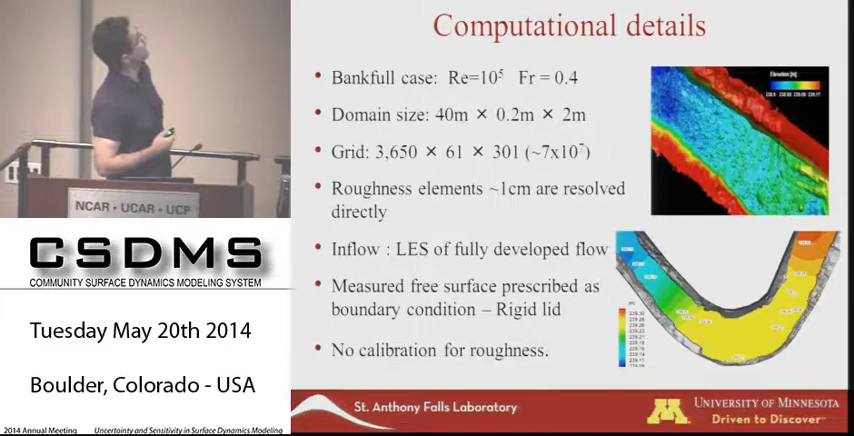 Computational details
• Bankfull case: Re=10⁵ Fr = 0.4
• Domain size: 40m × 0.2m × 2m
• Grid: 3,650 × 61 × 301 (~7x10⁷)
• Roughness elements ~1cm are resolved
directly
• Inflow : LES of fully developed flow
• Measured free surface prescribed as
boundary condition – Rigid lid
• No calibration for roughness.
Elevation [m]
NCAR • UCAR • UCP
CSDMS
COMMUNITY SURFACE DYNAMICS MODELING SYSTEM
Tuesday May 20th 2014
Boulder, Colorado - USA
2014 Annual Meeting Uncertainty and Sensitivity in Surface Dynamics Modeling
St. Anthony Falls Laboratory
M
UNIVERSITY OF MINNESOTA
Driven to Discover